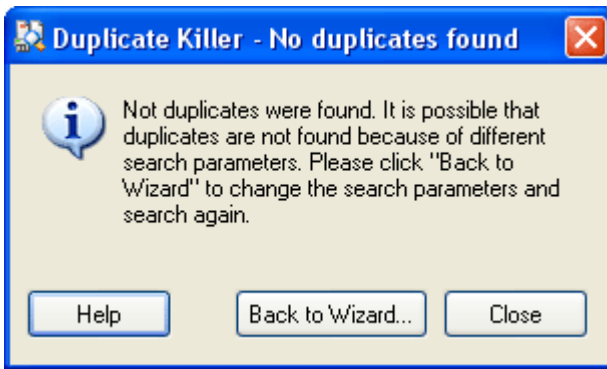 Duplicate Killer - No duplicates found
Not duplicates were found. It is possible that
duplicates are not found because of different
search parameters. Please click "Back to
Wizard" to change the search parameters and
search again.
Help
Back to Wizard...
Close